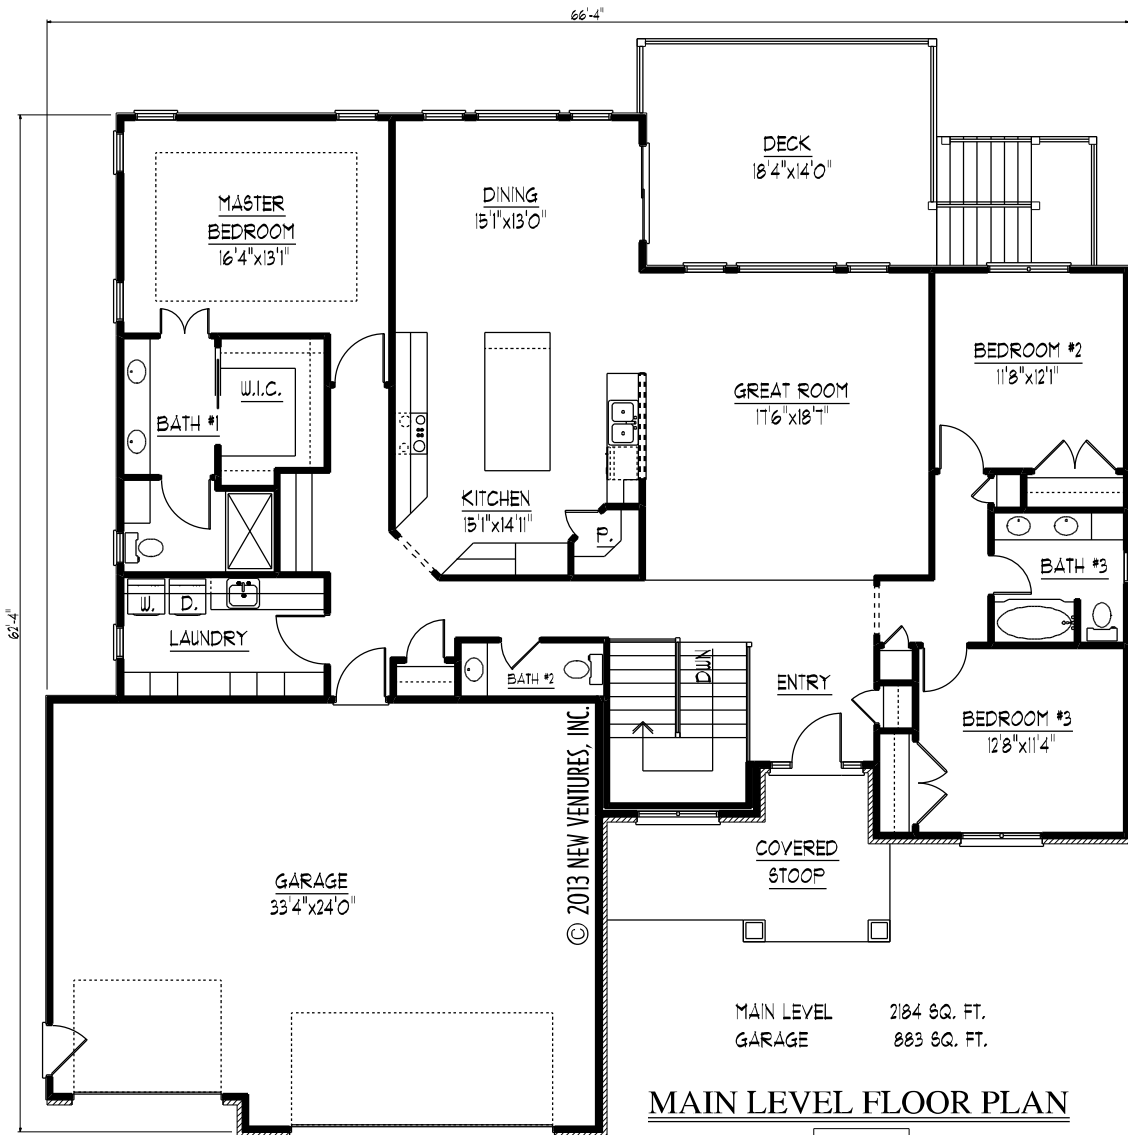 66'-4"
DECK
18'4"x14'0"
MASTER
BEDROOM
16'4"x13'1"
DINING
15'1"x13'0"
BEDROOM #2
11'8"x12'1"
W.I.C.
GREAT ROOM
17'6"x18'7"
BATH #1
KITCHEN
15'1"x14'11"
P.
BATH #3
W.
D.
LAUNDRY
62'-4"
BATH #2
DWN
ENTRY
BEDROOM #3
12'8"x11'4"
© 2013 NEW VENTURES, INC.
COVERED
STOOP
GARAGE
33'4"x24'0"
MAIN LEVEL 2184 SQ. FT.
GARAGE 883 SQ. FT.
MAIN LEVEL FLOOR PLAN